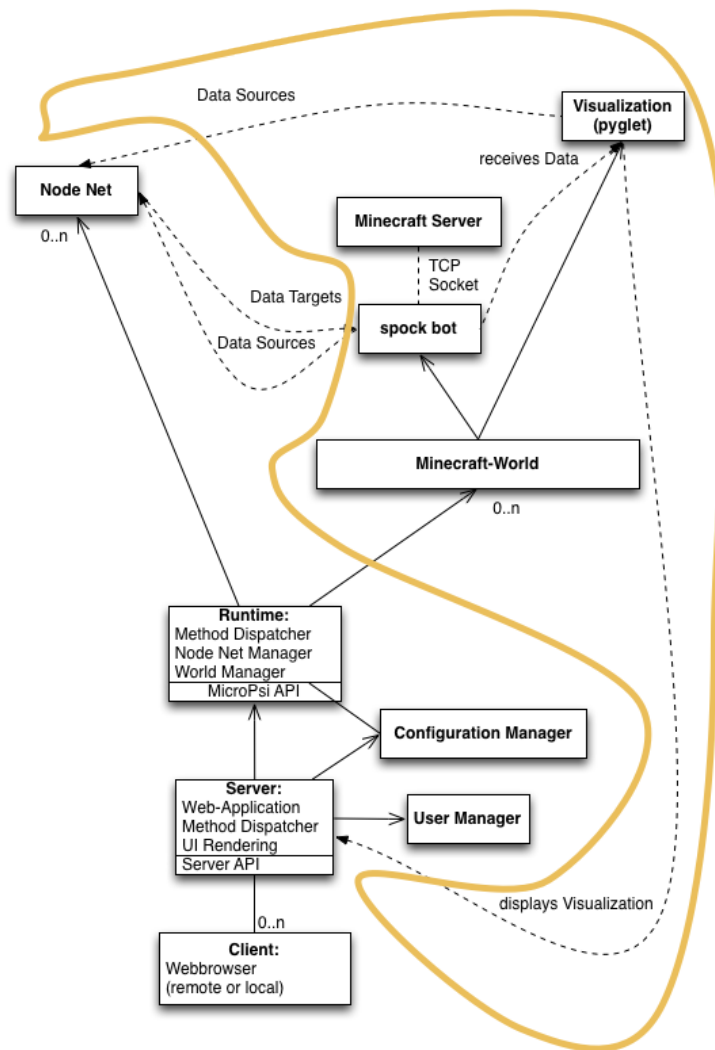 Data Sources
Visualization
(pyglet)
receives Data
Node Net
0..n
Minecraft Server
TCP
Socket
Data Targets
spock bot
Data Sources
Minecraft-World
0..n
Runtime:
Method Dispatcher
Node Net Manager
World Manager
MicroPsi API
Configuration Manager
Server:
Web-Application
Method Dispatcher
UI Rendering
Server API
User Manager
displays Visualization
0..n
Client:
Webbrowser
(remote or local)